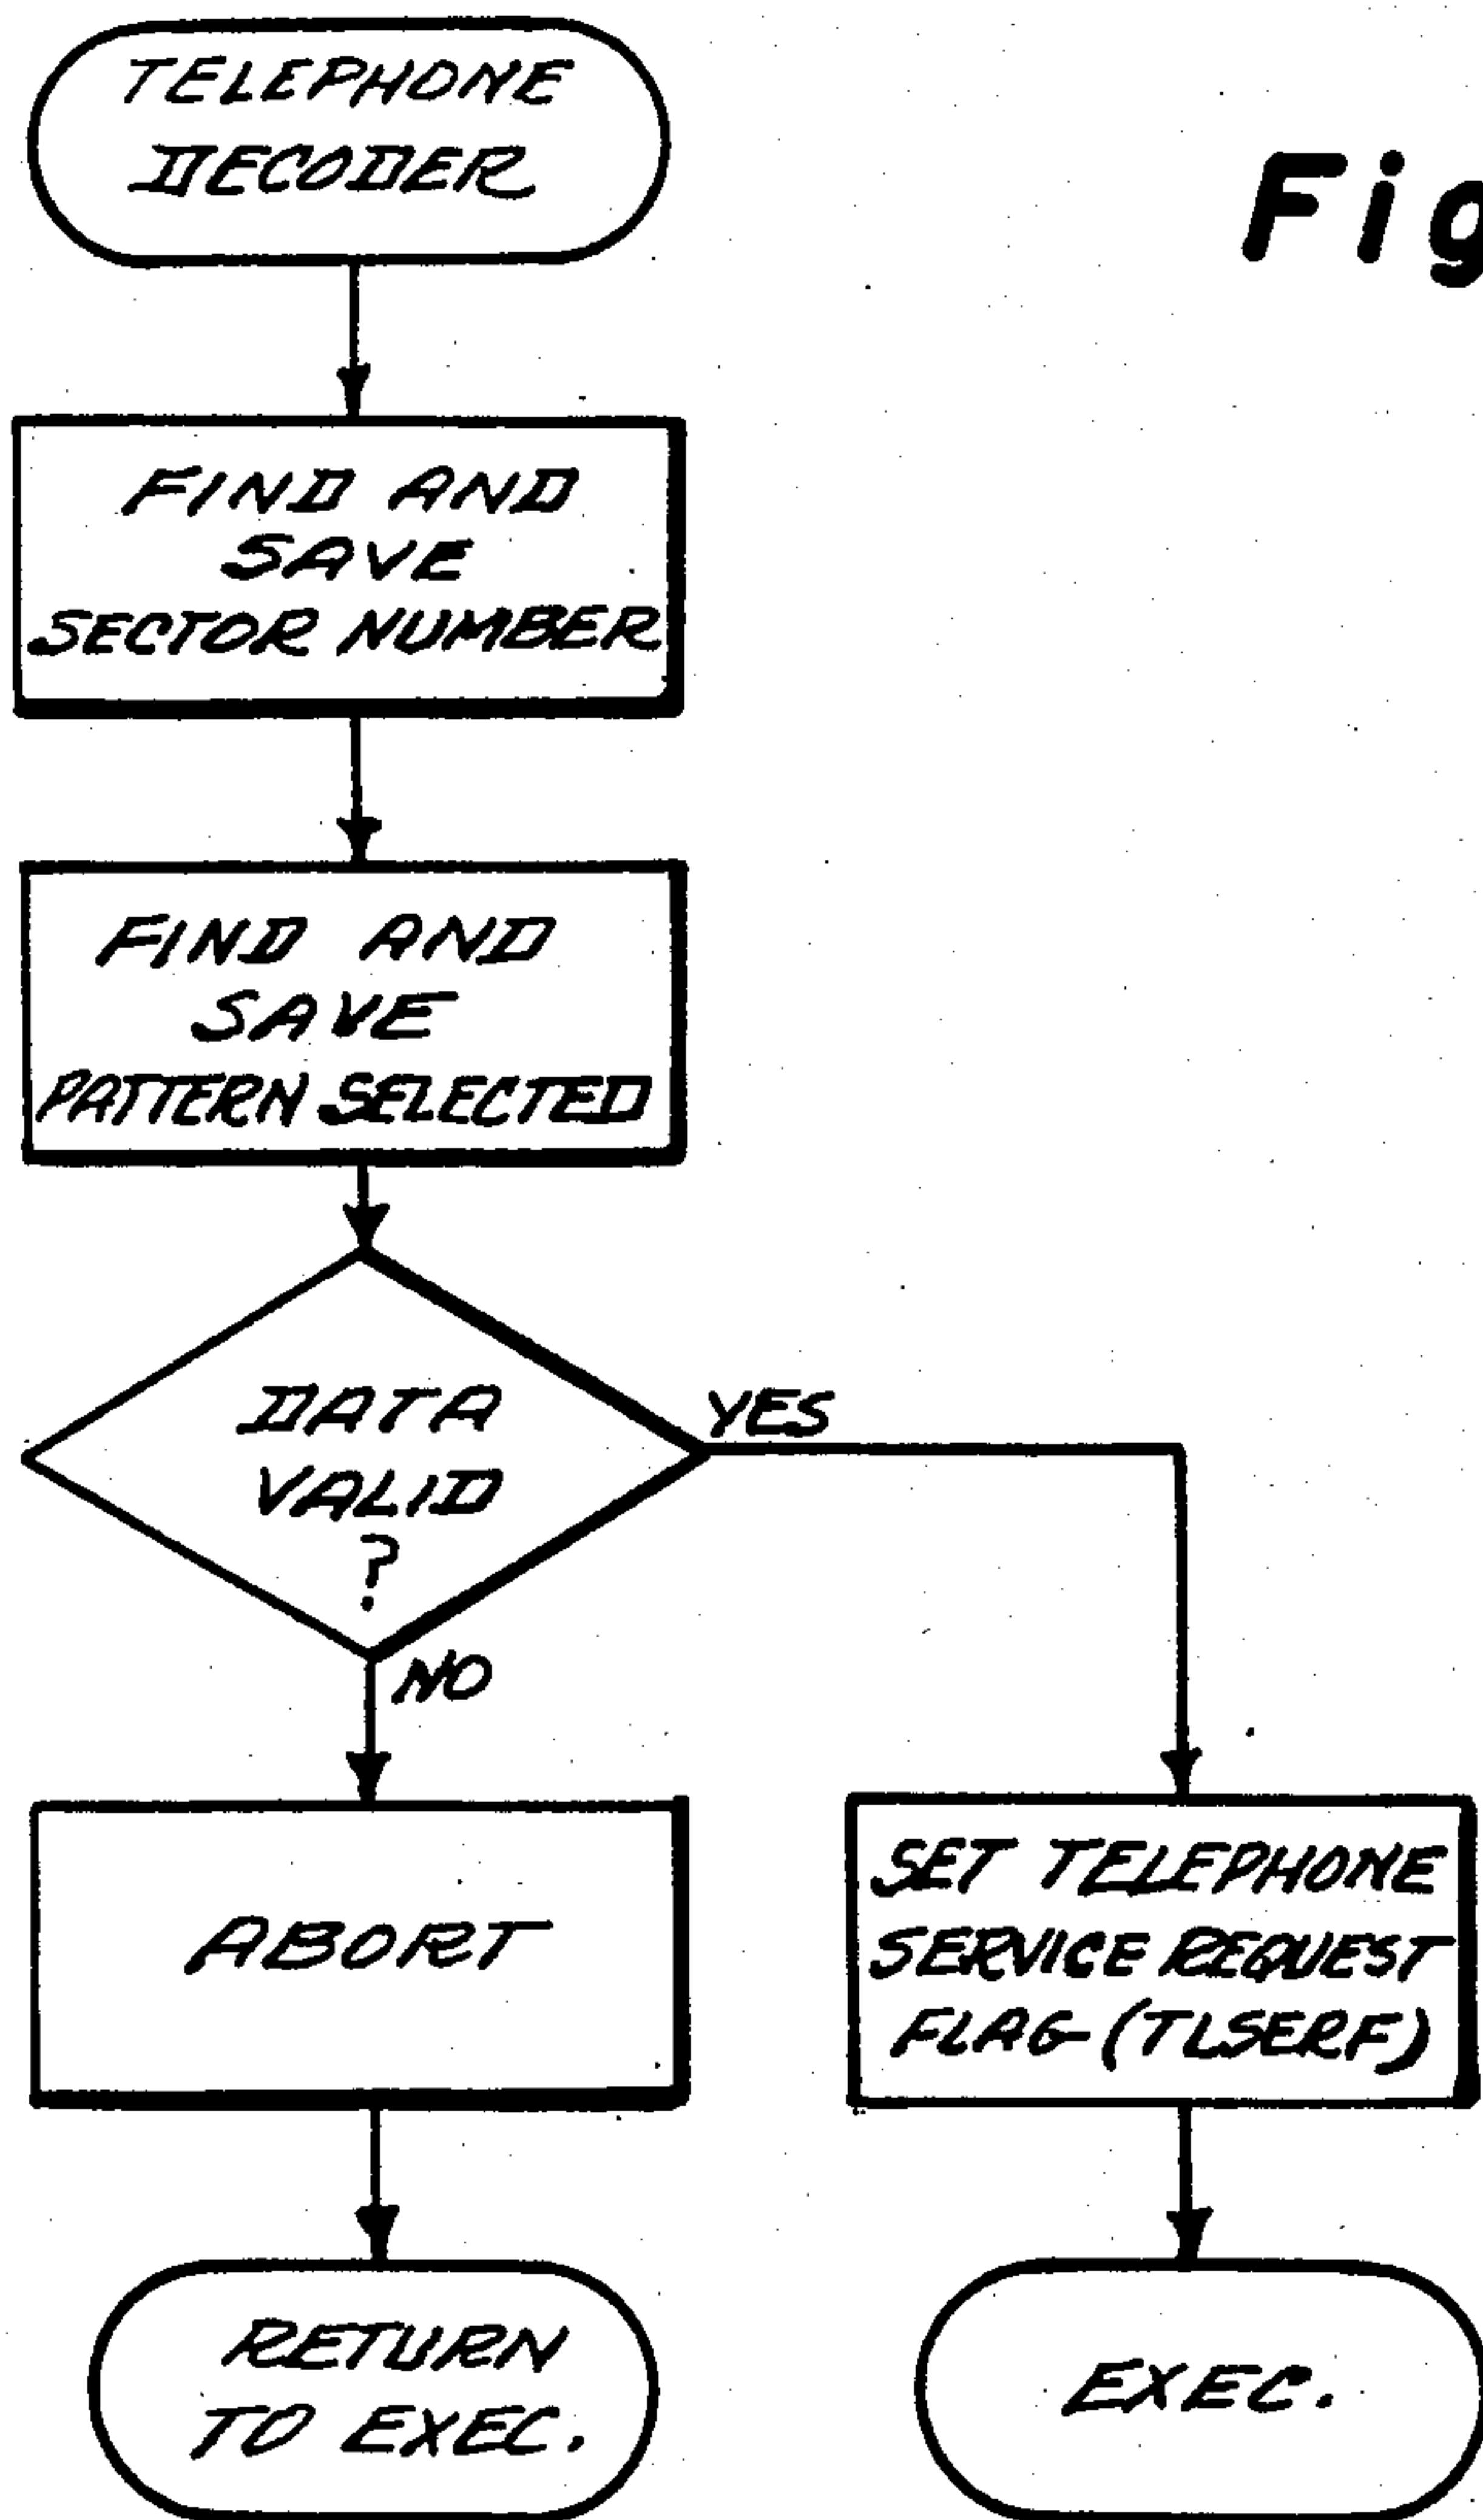 TELEPHONE
DECODER
Fig
FIND AND
SAVE
SECTOR NUMBER
FIND AND
SAVE
PATTERN SELECTED
DATA
VALID
?
YES
NO
ABORT
SET TELEPHONE
SERVICE REQUEST
FLAG (TLSERF)
RETURN
TO EXEC.
EXEC.